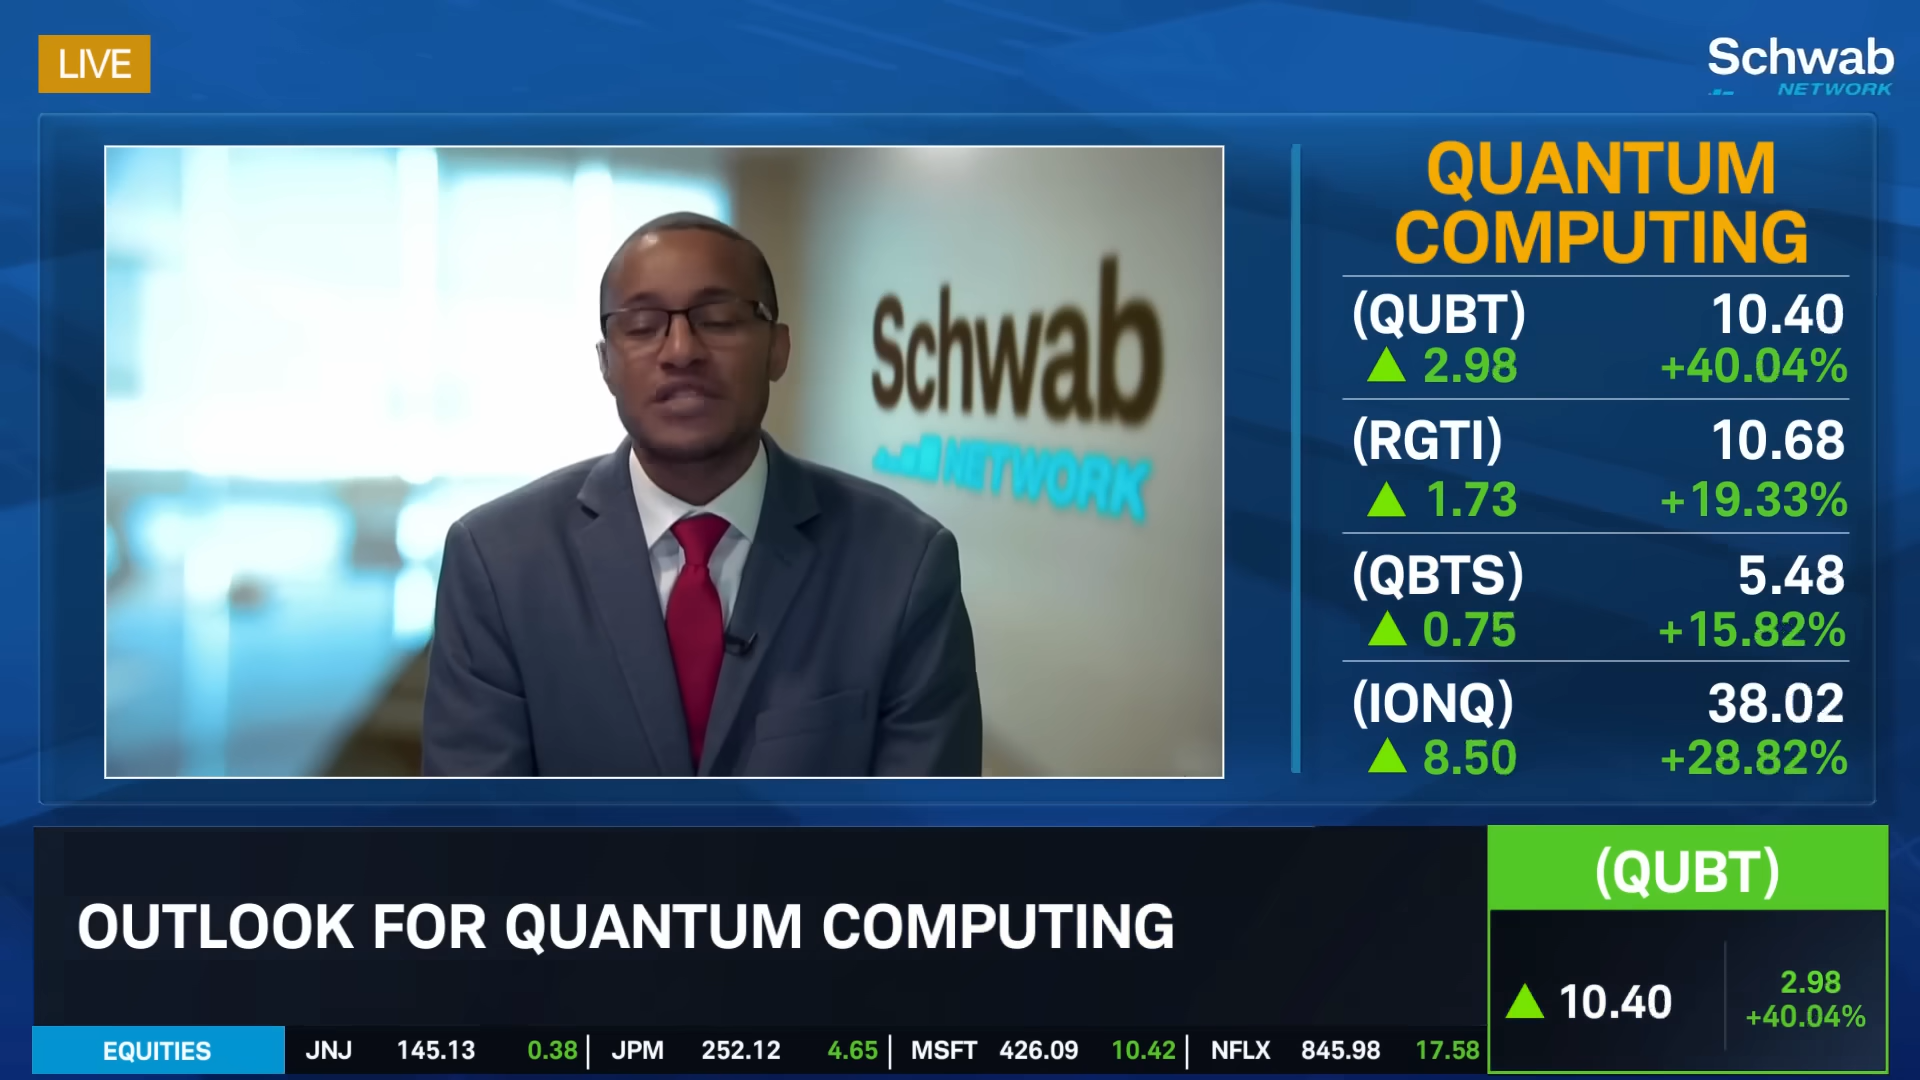 LIVE
Schwab
NETWORK
Schwab
NETWORK
QUANTUM
COMPUTING
(QUBT) 10.40
▲ 2.98 +40.04%
(RGTI) 10.68
▲ 1.73 +19.33%
(QBTS) 5.48
▲ 0.75 +15.82%
(IONQ) 38.02
▲ 8.50 +28.82%
OUTLOOK FOR QUANTUM COMPUTING
(QUBT)
▲ 10.40
2.98
+40.04%
EQUITIES JNJ 145.13 0.38 | JPM 252.12 4.65 | MSFT 426.09 10.42 | NFLX 845.98 17.58